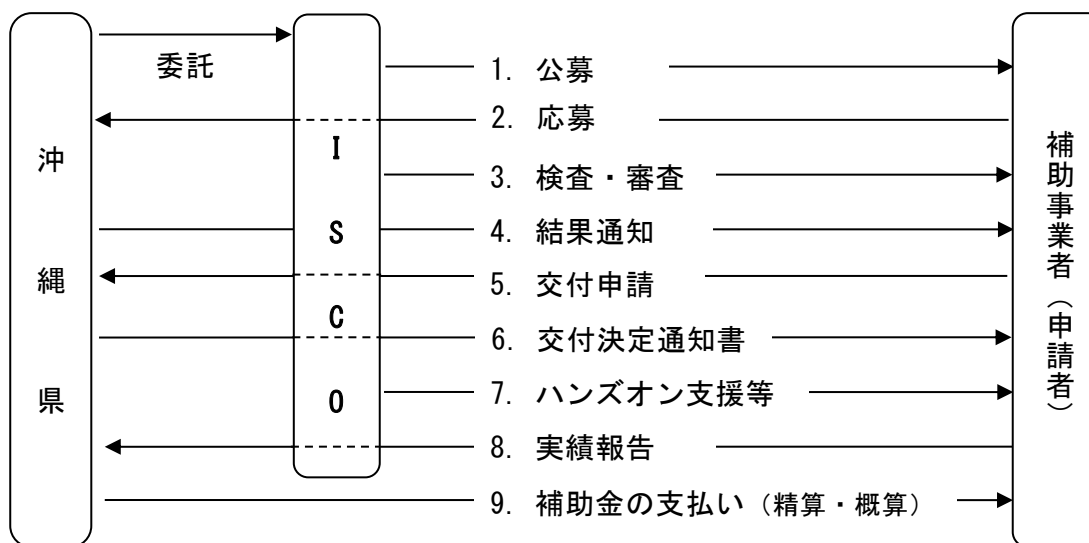 委託
沖縄県
ISCO
1. 公募
2. 応募
3. 検査・審査
4. 結果通知
5. 交付申請
6. 交付決定通知書
7. ハンズオン支援等
8. 実績報告
9. 補助金の支払い（精算・概算）
補助事業者（申請者）